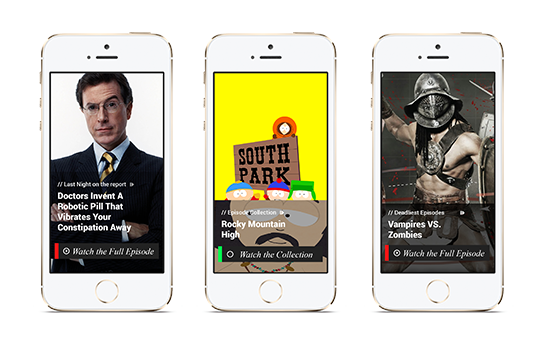 // Last Night on the report
Doctors Invent A
Robotic Pill That
Vibrates Your
Constipation Away
Watch the Full Episode
SOUTH
PARK
// Episode Collection
Rocky Mountain
High
Watch the Collection
// Deadliest Episodes
Vampires VS.
Zombies
Watch the Full Episode